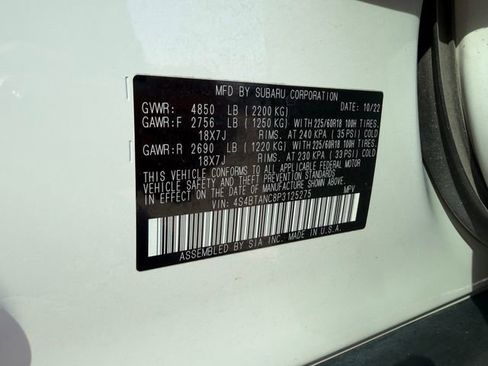 MFD BY SUBARU CORPORATION
GVWR: 4850 LB (2200 KG) DATE: 10/22
GAWR:F 2756 LB (1250 KG) WITH 225/60R18 100H TIRES,
18X7J RIMS. AT 240 KPA (35 PSI) COLD
GAWR:R 2690 LB (1220 KG) WITH 225/60R18 100H TIRES,
18X7J RIMS. AT 230 KPA (33 PSI) COLD
THIS VEHICLE CONFORMS TO ALL APPLICABLE FEDERAL MOTOR
VEHICLE SAFETY AND THEFT PREVENTION STANDARDS
IN EFFECT ON THE DATE OF MANUFACTURE SHOWN ABOVE.
VIN: 4S4BTANC8P3125275 MPV
ASSEMBLED BY SIA INC. MADE IN U.S.A.